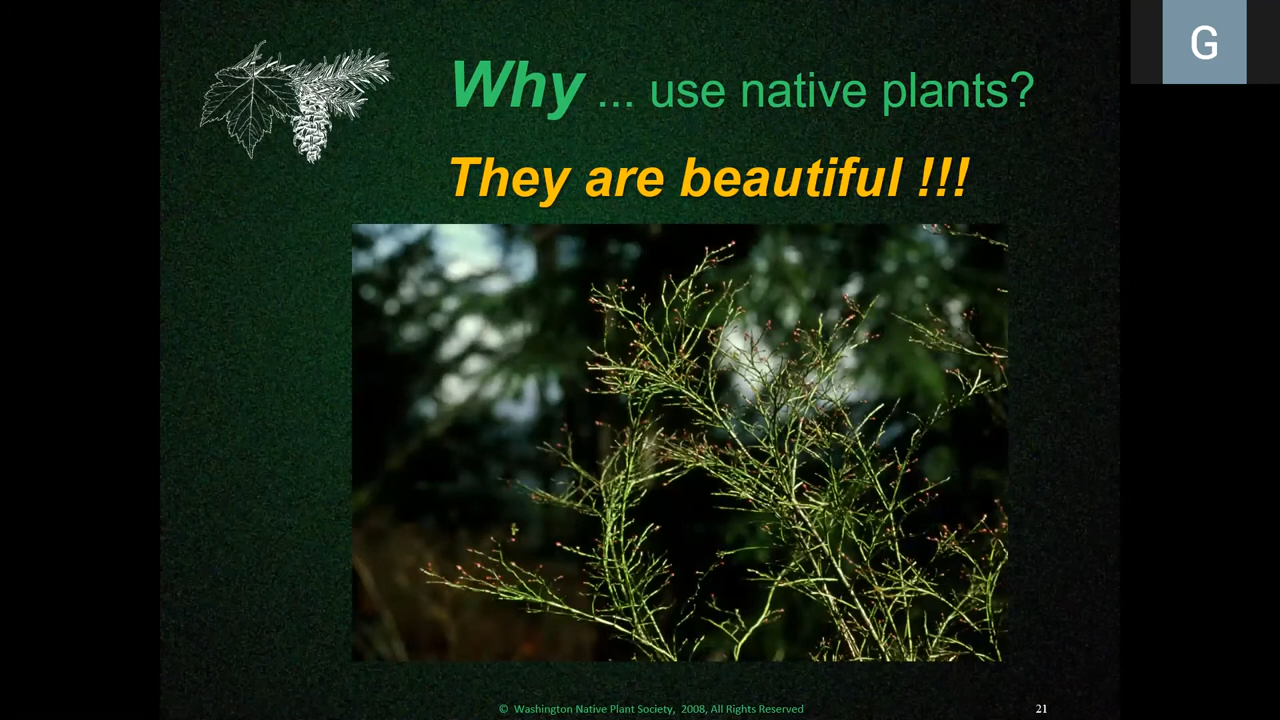 Why ... use native plants?
They are beautiful !!!
G
© Washington Native Plant Society, 2008, All Rights Reserved
21